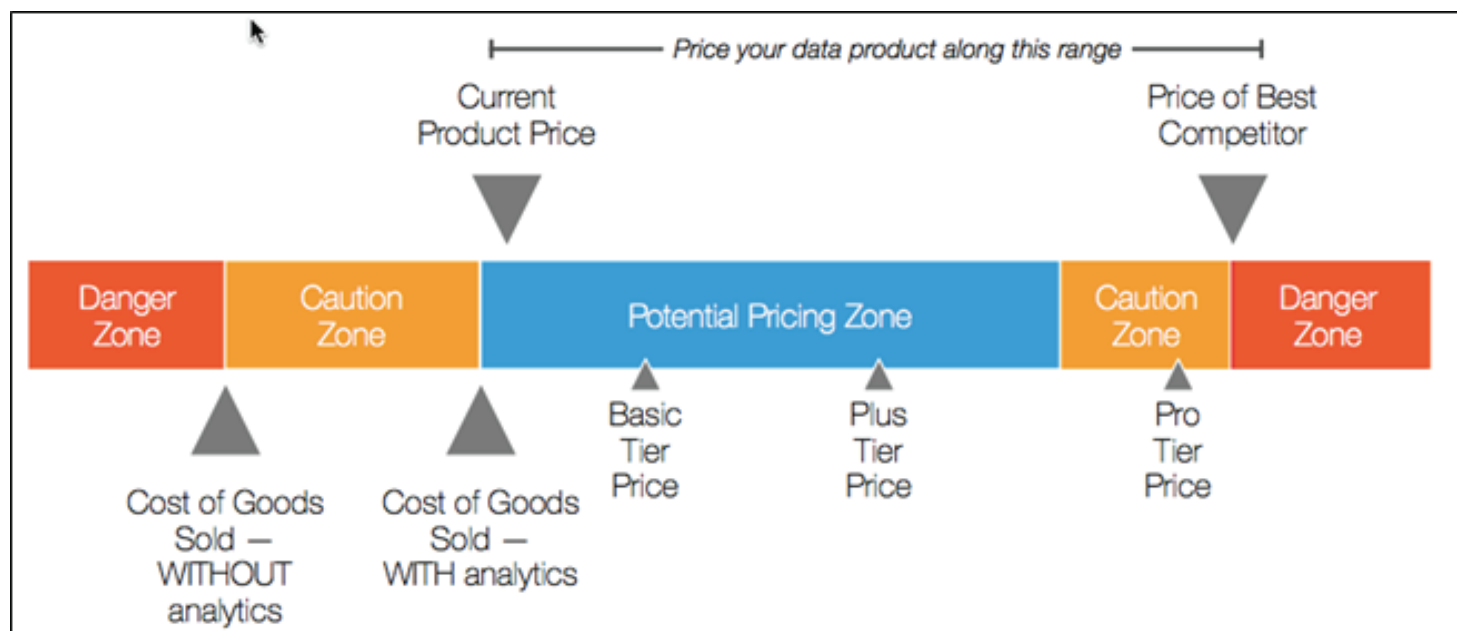 Price your data product along this range
Current
Product Price
Price of Best
Competitor
Danger
Zone
Caution
Zone
Potential Pricing Zone
Caution
Zone
Danger
Zone
Basic
Tier
Price
Plus
Tier
Price
Pro
Tier
Price
Cost of Goods
Sold —
WITHOUT
analytics
Cost of Goods
Sold —
WITH analytics